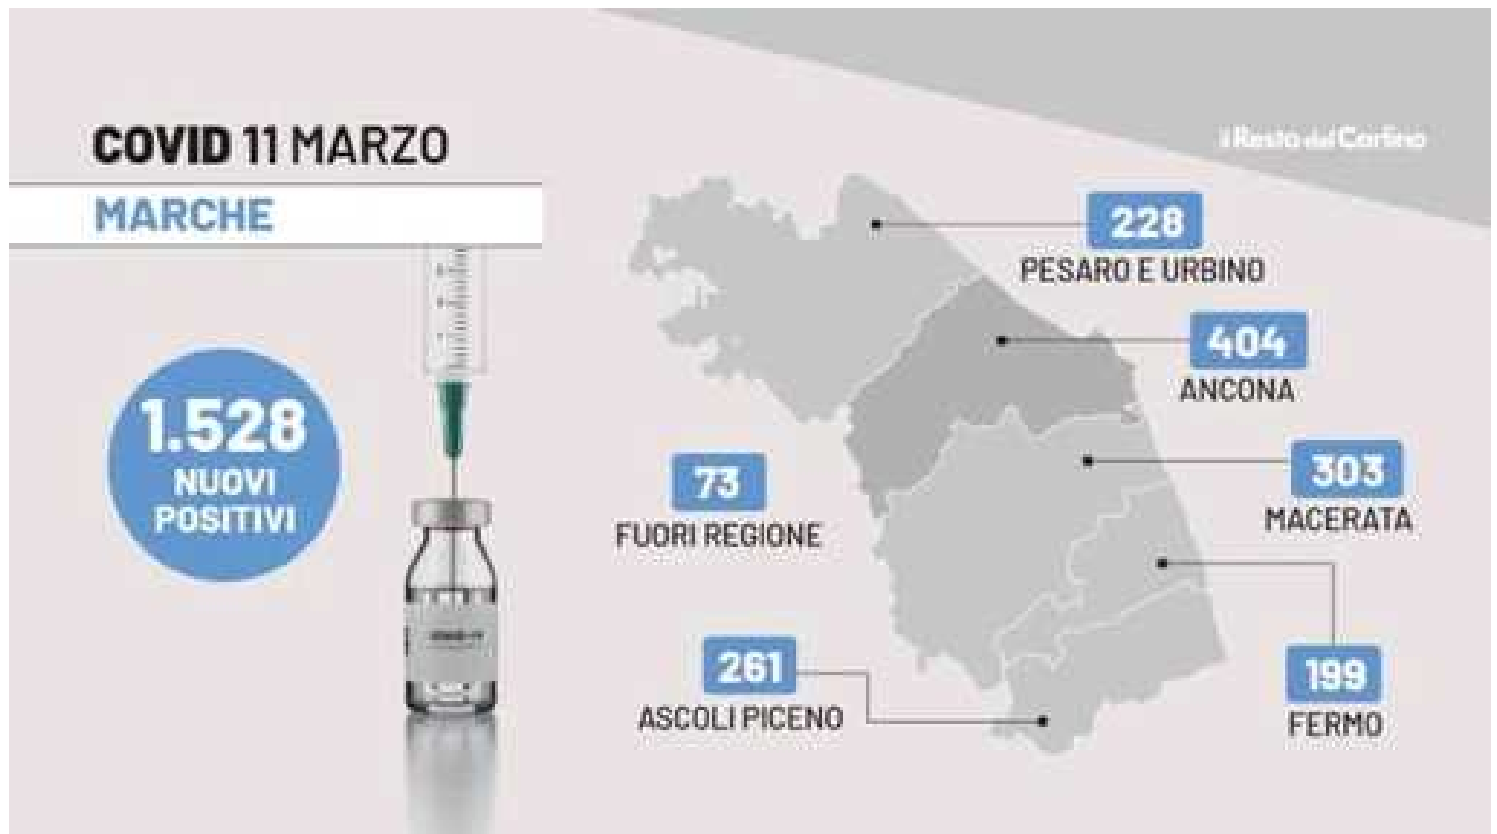 COVID 11 MARZO
il Resto del Carlino
MARCHE
228
PESARO E URBINO
404
ANCONA
1.528
NUOVI
POSITIVI
73
FUORI REGIONE
303
MACERATA
261
ASCOLI PICENO
199
FERMO